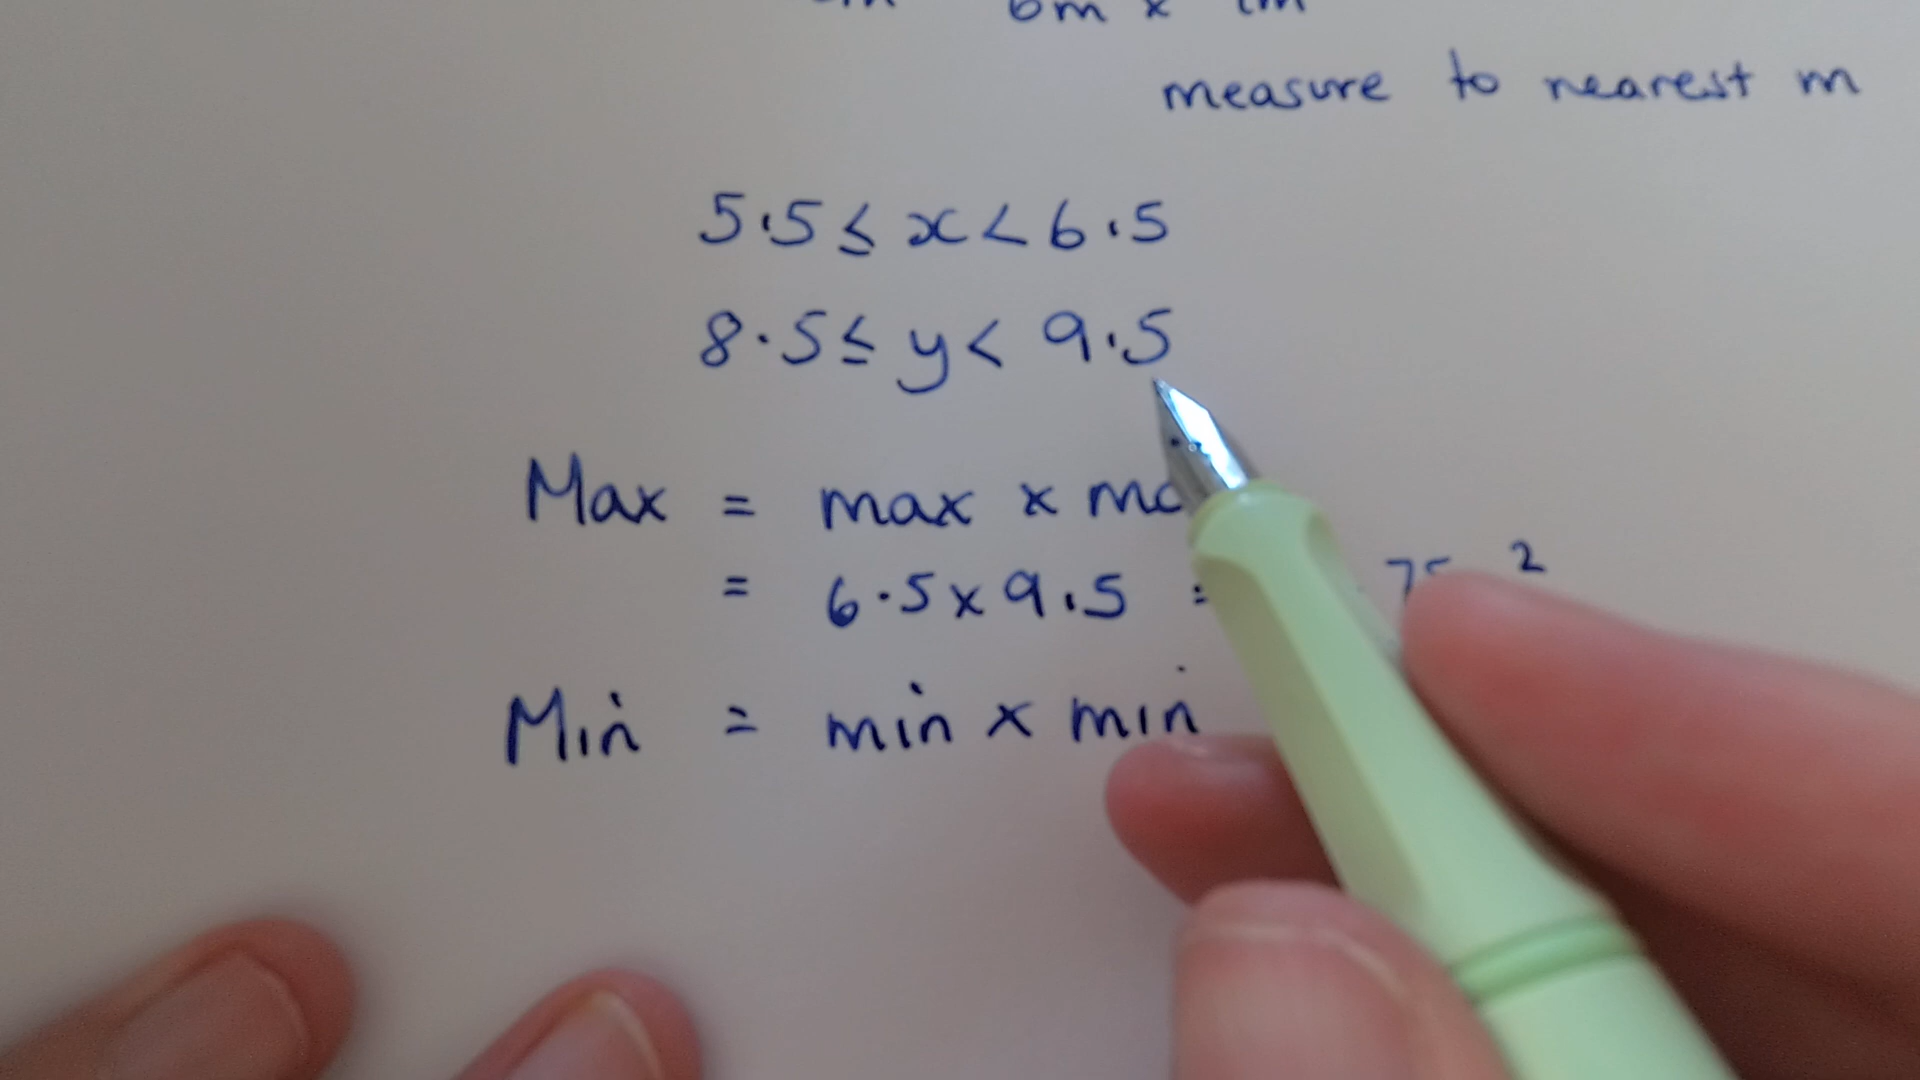 6m x
measure to nearest m
5.5 ≤ x < 6.5
8.5 ≤ y < 9.5
Max = max x
= 6.5 x 9.5 =
Min = min x min